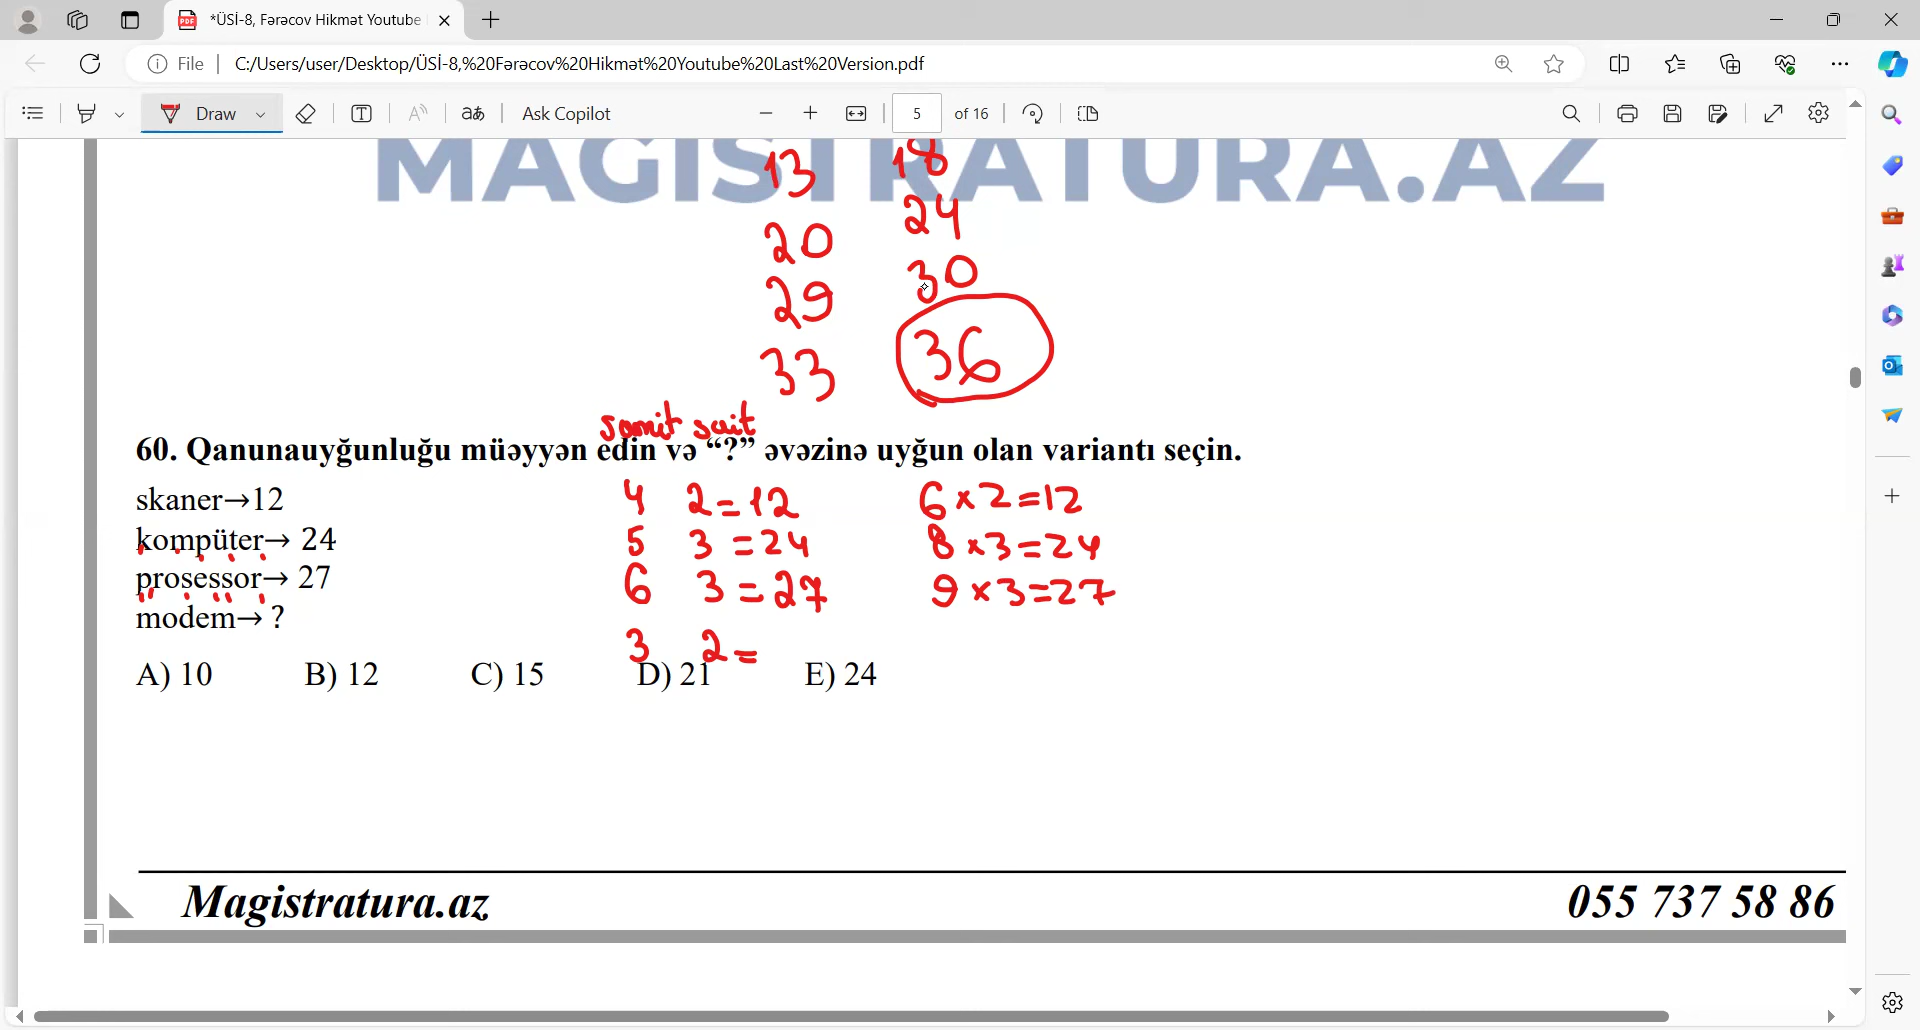 *ÜSİ-8, Fərəcov Hikmət Youtube
File C:/Users/user/Desktop/ÜSİ-8,%20Fərəcov%20Hikmət%20Youtube%20Last%20Version.pdf
Draw aあ Ask Copilot 5 of 16
MAGISTRATURA.AZ
13 18
20 24
29 30
33 36
samit sait
60. Qanunauyğunluğu müəyyən edin və “?” əvəzinə uyğun olan variantı seçin.
skaner→12 4 2=12 6×2=12
kompüter→ 24 5 3=24 8×3=24
prosessor→ 27 6 3=27 9×3=27
modem→ ? 3 2=
A) 10 B) 12 C) 15 D) 21 E) 24
Magistratura.az 055 737 58 86